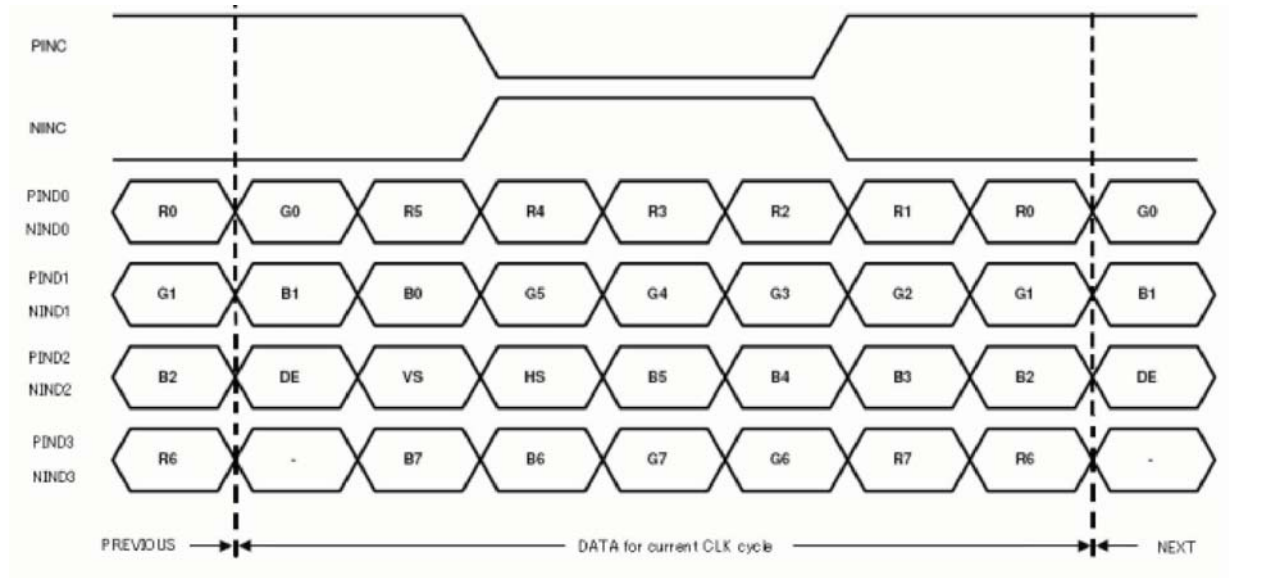 PINC
NINC
PIND0
R0 G0 R5 R4 R3 R2 R1 R0 G0
NIND0
PIND1
G1 B1 B0 G5 G4 G3 G2 G1 B1
NIND1
PIND2
B2 DE VS HS B5 B4 B3 B2 DE
NIND2
PIND3
R6 - B7 B6 G7 G6 R7 R6 -
NIND3
PREVIOUS DATA for current CLK cycle NEXT